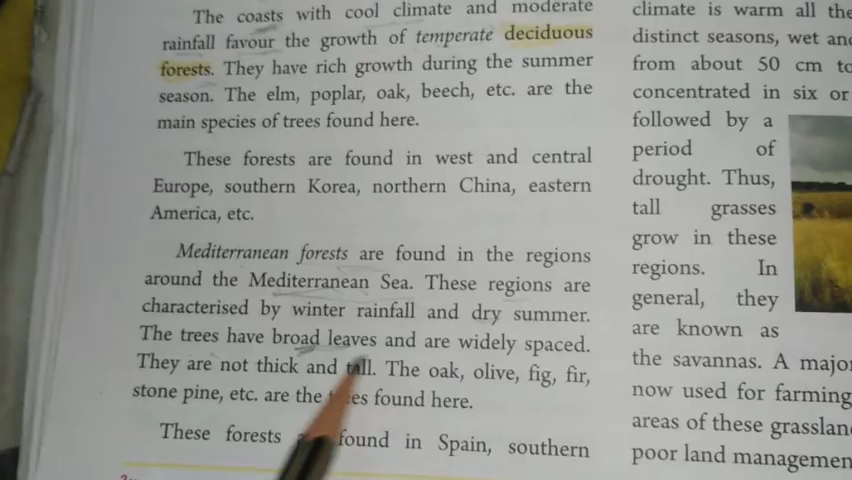 The coasts with cool climate and moderate
rainfall favour the growth of temperate deciduous
forests. They have rich growth during the summer
season. The elm, poplar, oak, beech, etc. are the
main species of trees found here.
These forests are found in west and central
Europe, southern Korea, northern China, eastern
America, etc.
Mediterranean forests are found in the regions
around the Mediterranean Sea. These regions are
characterised by winter rainfall and dry summer.
The trees have broad leaves and are widely spaced.
They are not thick and tall. The oak, olive, fig, fir,
stone pine, etc. are the trees found here.
These forests found in Spain, southern
climate is warm all the
distinct seasons, wet and
from about 50 cm to
concentrated in six or
followed by a
period of
drought. Thus,
tall grasses
grow in these
regions. In
general, they
are known as
the savannas. A major
now used for farming
areas of these grasslan
poor land managemen